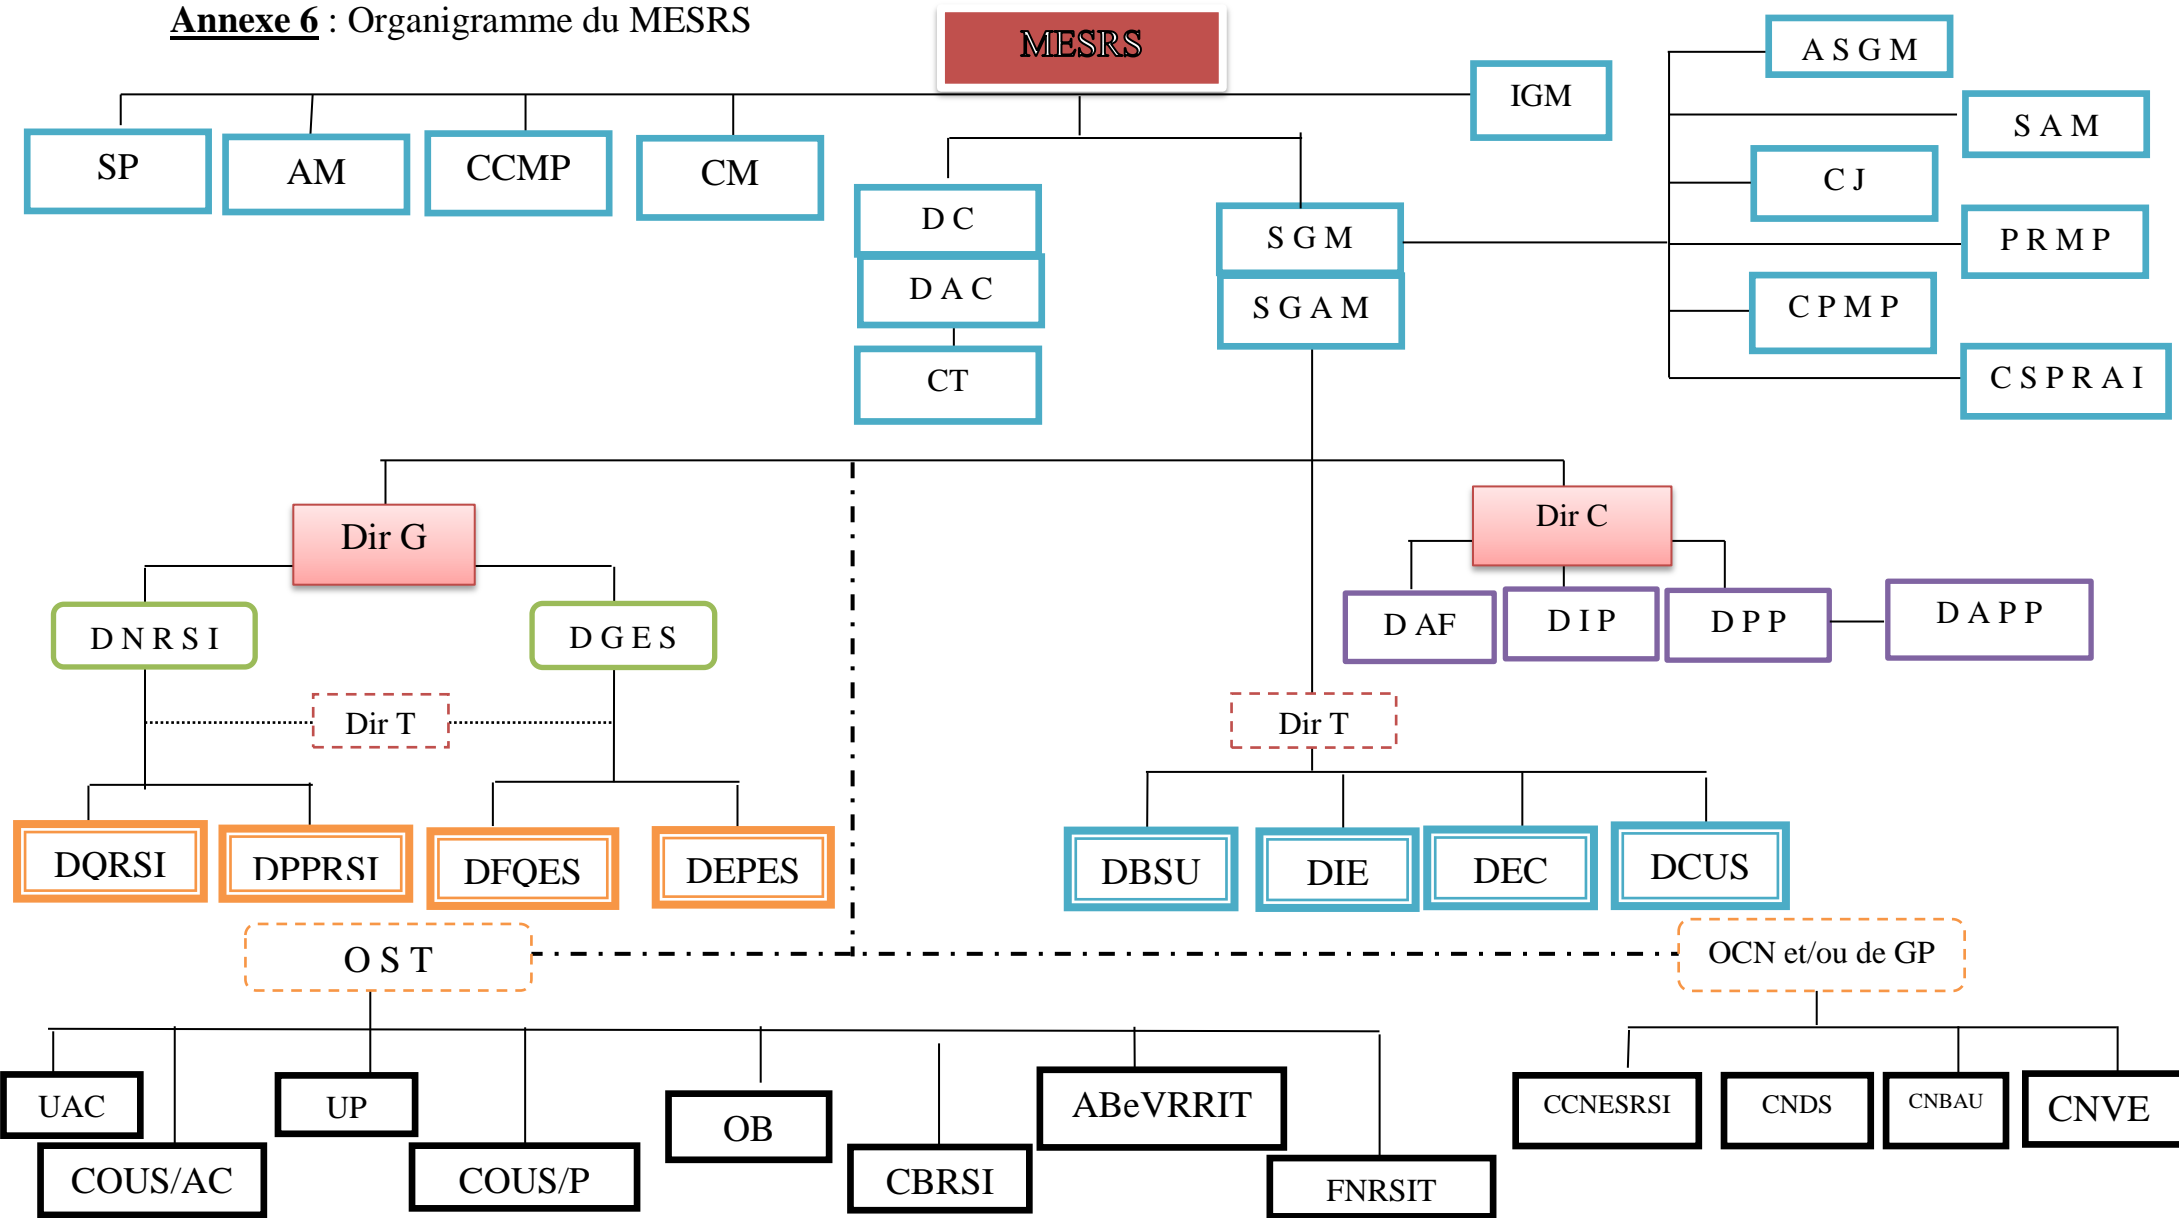 Annexe 6 : Organigramme du MESRS
MESRS
IGM
A S G M
S A M
SP
AM
CCMP
CM
C J
D C
S G M
P R M P
D A C
S G A M
C P M P
CT
C S P R A I
Dir G
Dir C
D N R S I
D G E S
D AF
D I P
D P P
D A P P
Dir T
Dir T
DQRSI
DPPRSI
DFQES
DEPES
DBSU
DIE
DEC
DCUS
O S T
OCN et/ou de GP
UAC
UP
OB
ABeVRRIT
CCNESRSI
CNDS
CNBAU
CNVE
COUS/AC
COUS/P
CBRSI
FNRSIT